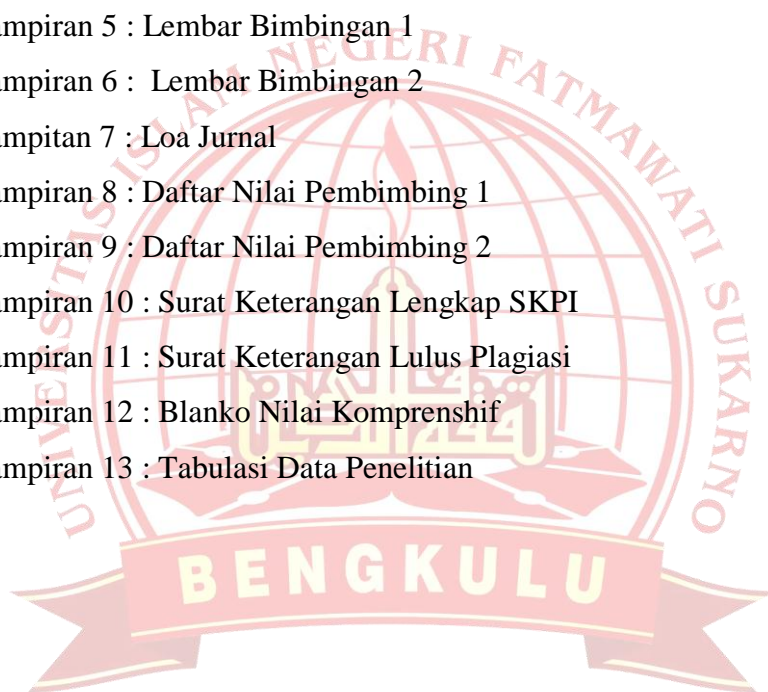 ampiran 5 : Lembar Bimbingan 1
ampiran 6 : Lembar Bimbingan 2
ampitan 7 : Loa Jurnal
ampiran 8 : Daftar Nilai Pembimbing 1
ampiran 9 : Daftar Nilai Pembimbing 2
ampiran 10 : Surat Keterangan Lengkap SKPI
ampiran 11 : Surat Keterangan Lulus Plagiasi
ampiran 12 : Blanko Nilai Komprenshif
ampiran 13 : Tabulasi Data Penelitian
UNIVERSITAS ISLAM NEGERI FATMAWATI SUKARNO
BENGKULU